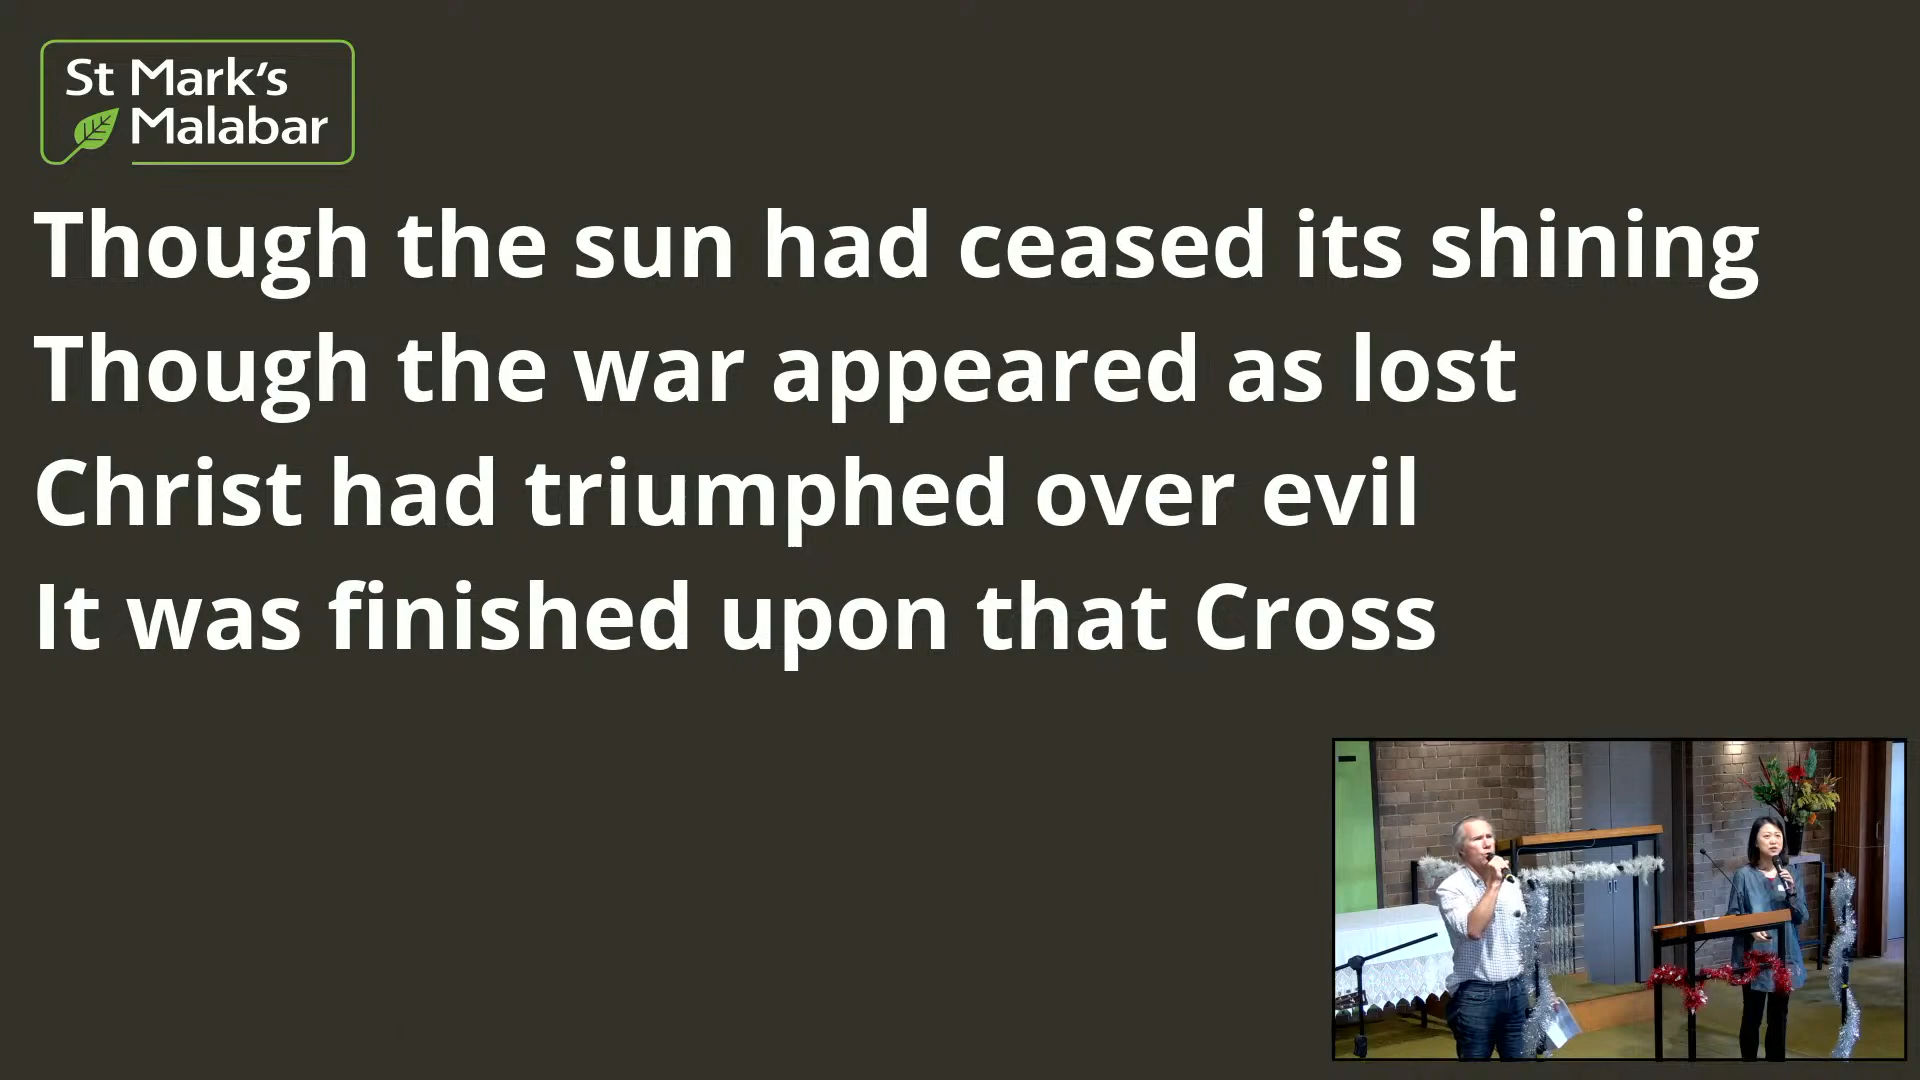 St Mark's
Malabar
Though the sun had ceased its shining
Though the war appeared as lost
Christ had triumphed over evil
It was finished upon that Cross